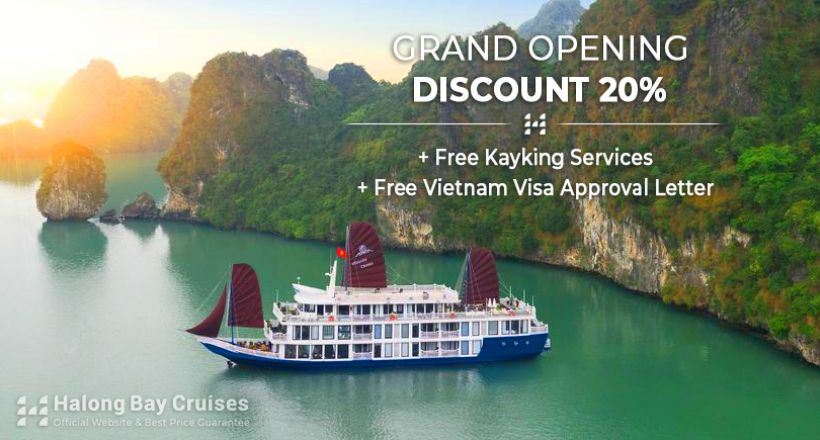 GRAND OPENING
DISCOUNT 20%
+ Free Kayking Services
+ Free Vietnam Visa Approval Letter
Halong Bay Cruises
Official Website & Best Price Guarantee